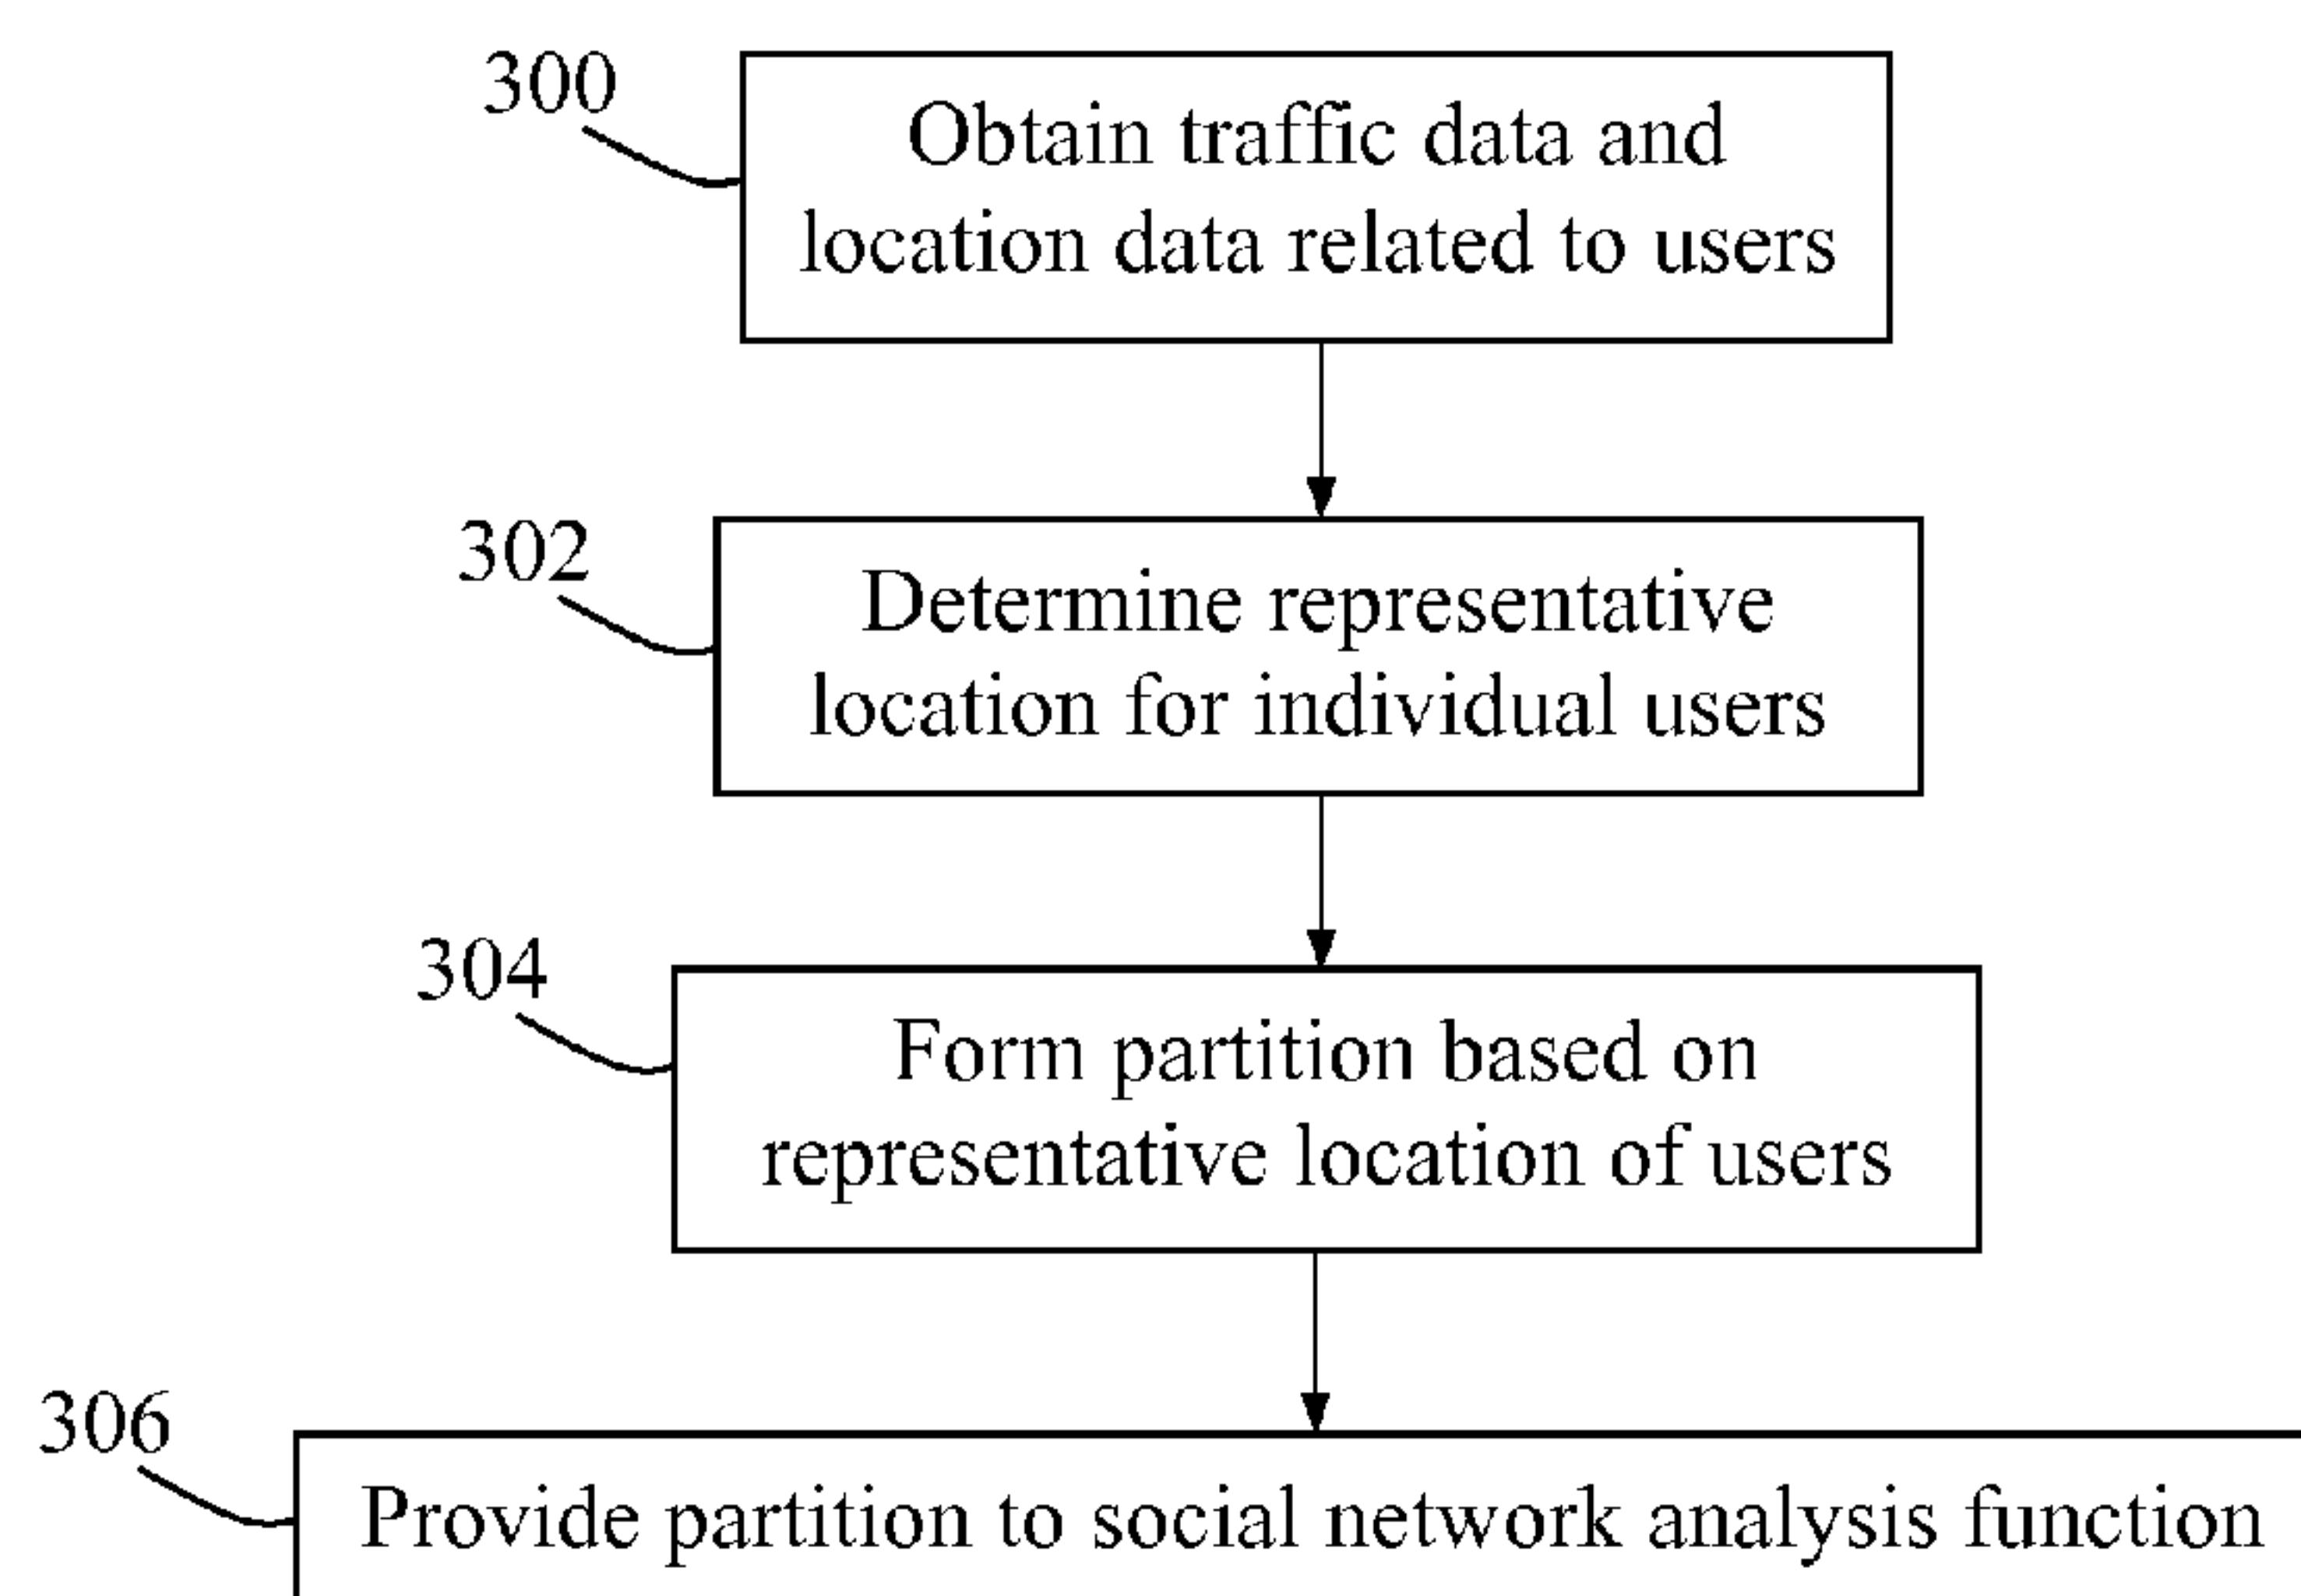 300
Obtain traffic data and
location data related to users
302
Determine representative
location for individual users
304
Form partition based on
representative location of users
306
Provide partition to social network analysis function